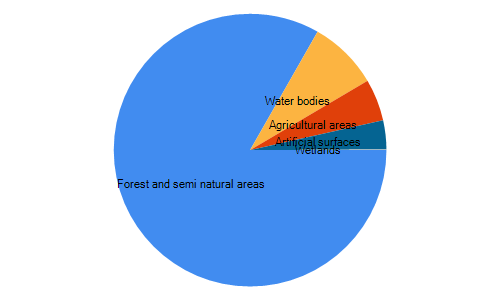 Water bodies
Agricultural areas
Artificial surfaces
Wetlands
Forest and semi natural areas